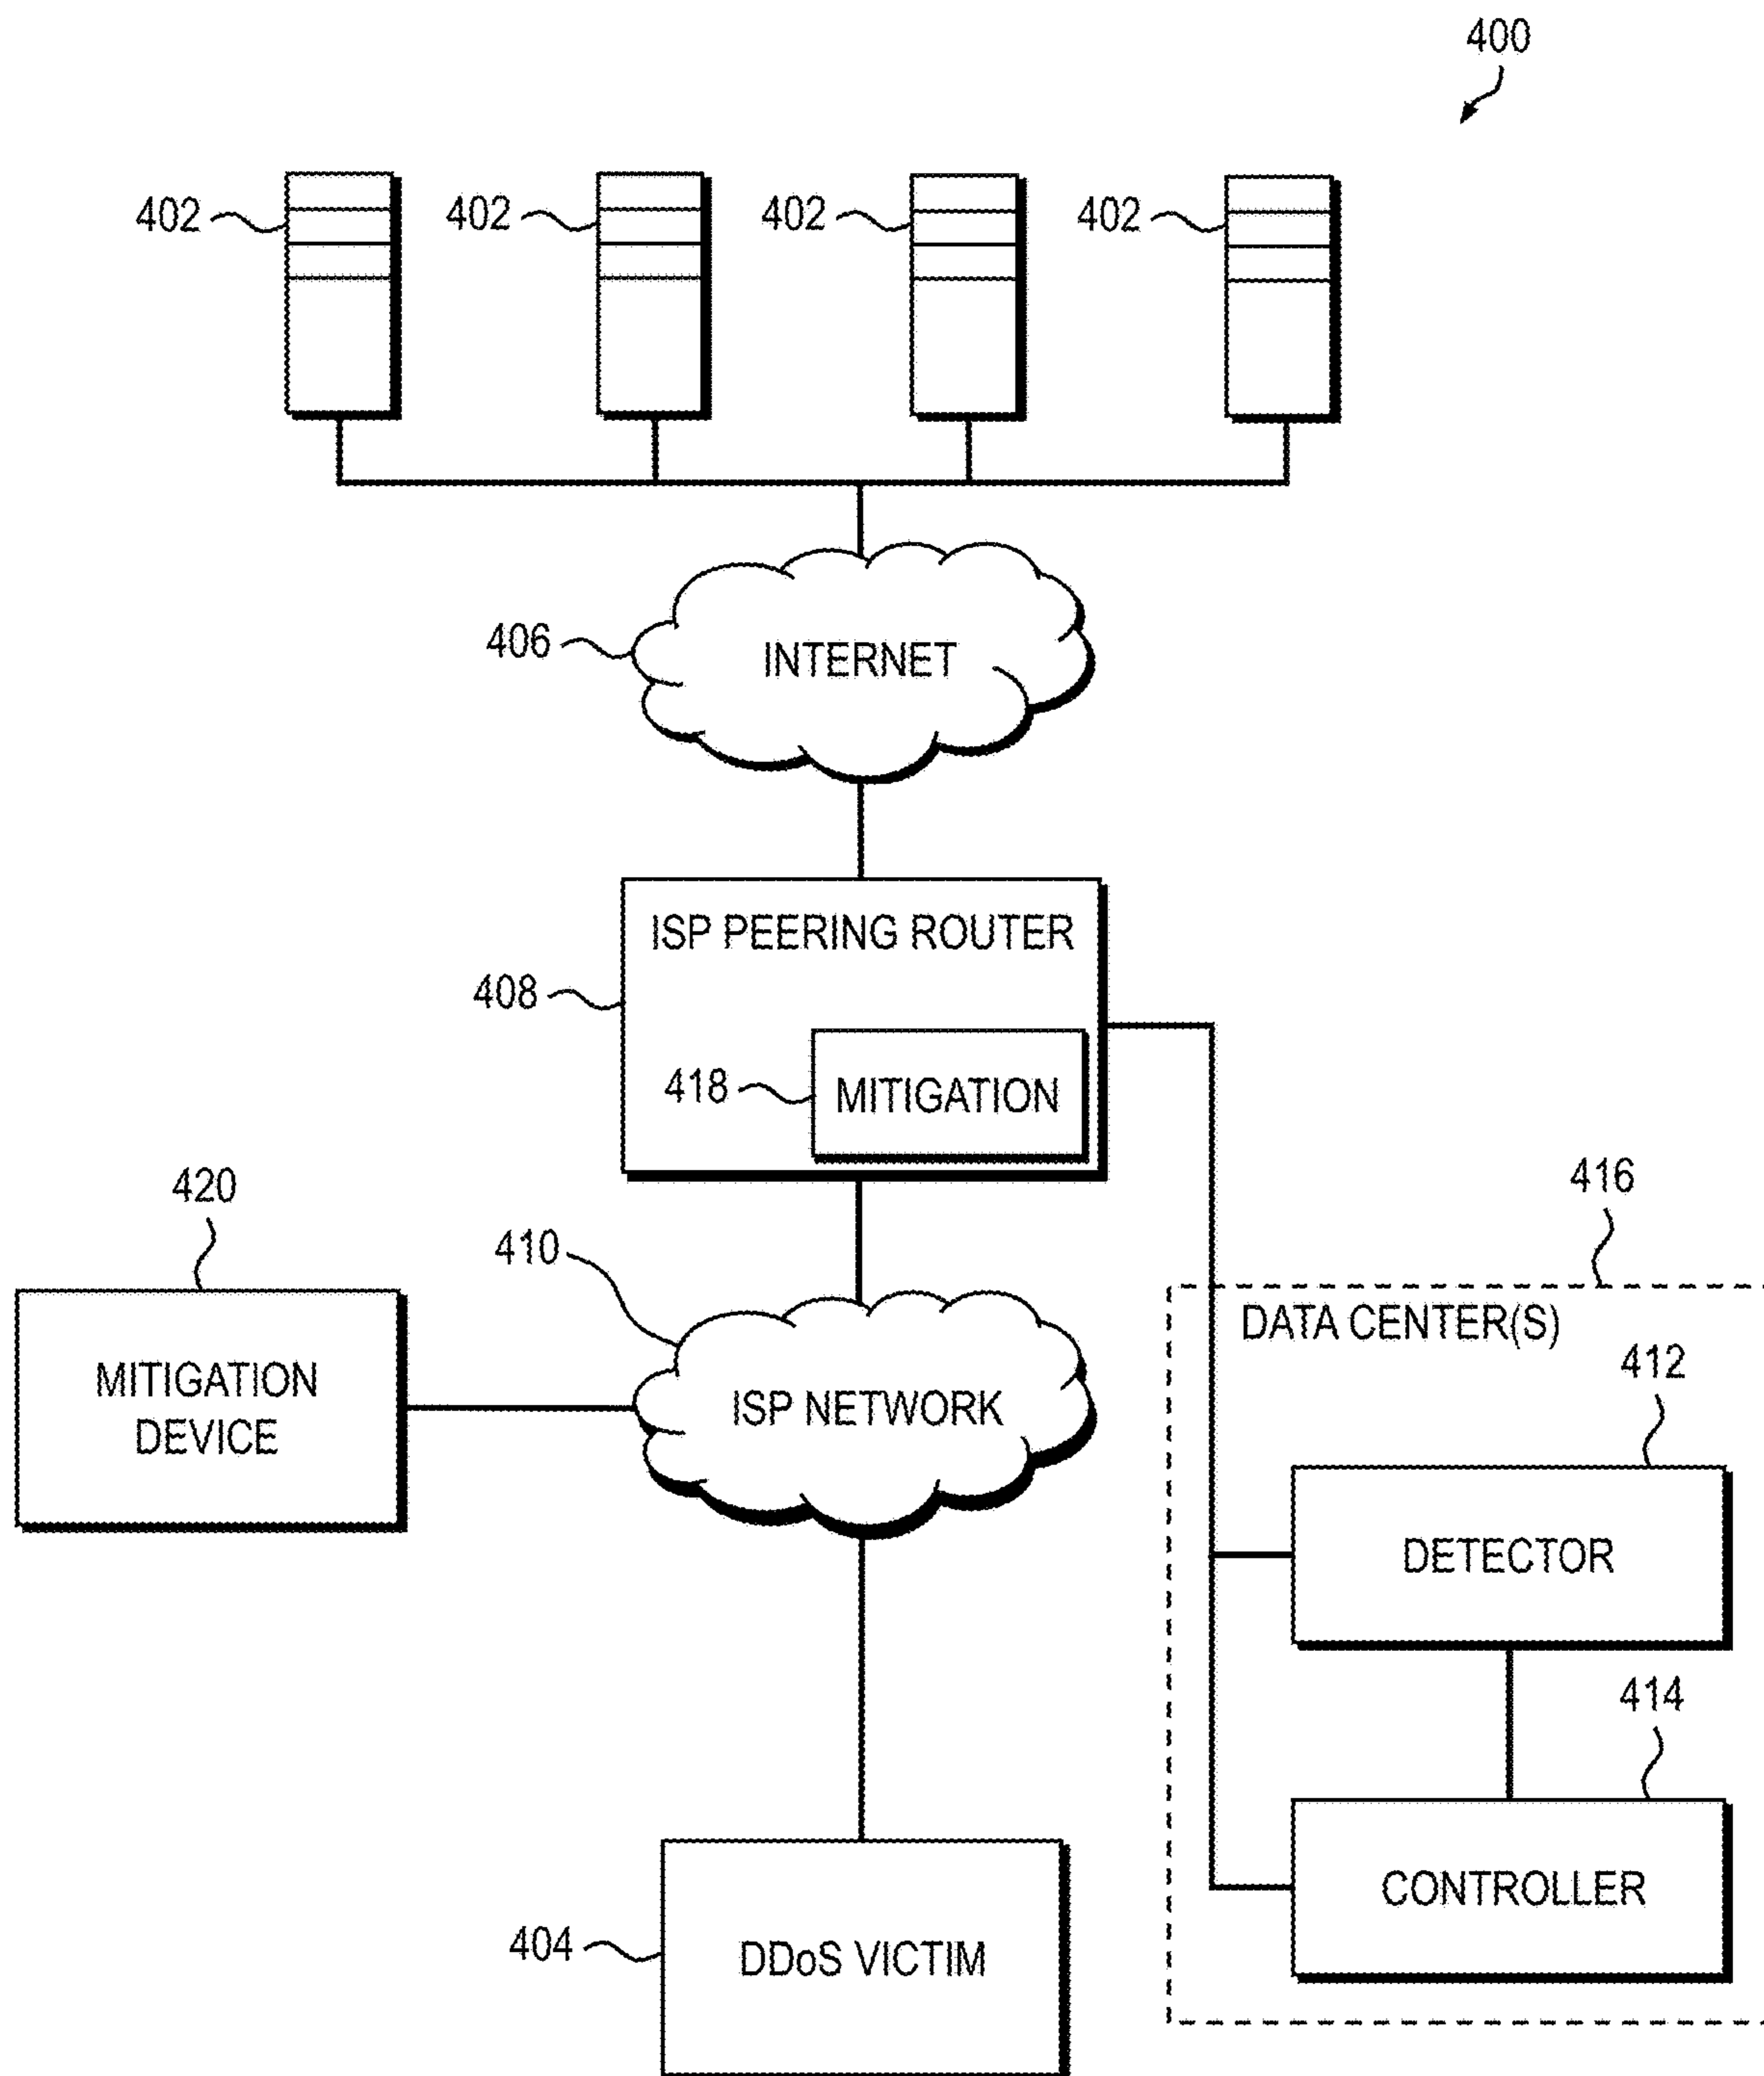 400
402
402
402
402
406
INTERNET
ISP PEERING ROUTER
408
418
MITIGATION
420
410
416
DATA CENTER(S)
MITIGATION
DEVICE
ISP NETWORK
412
DETECTOR
414
CONTROLLER
404
DDoS VICTIM